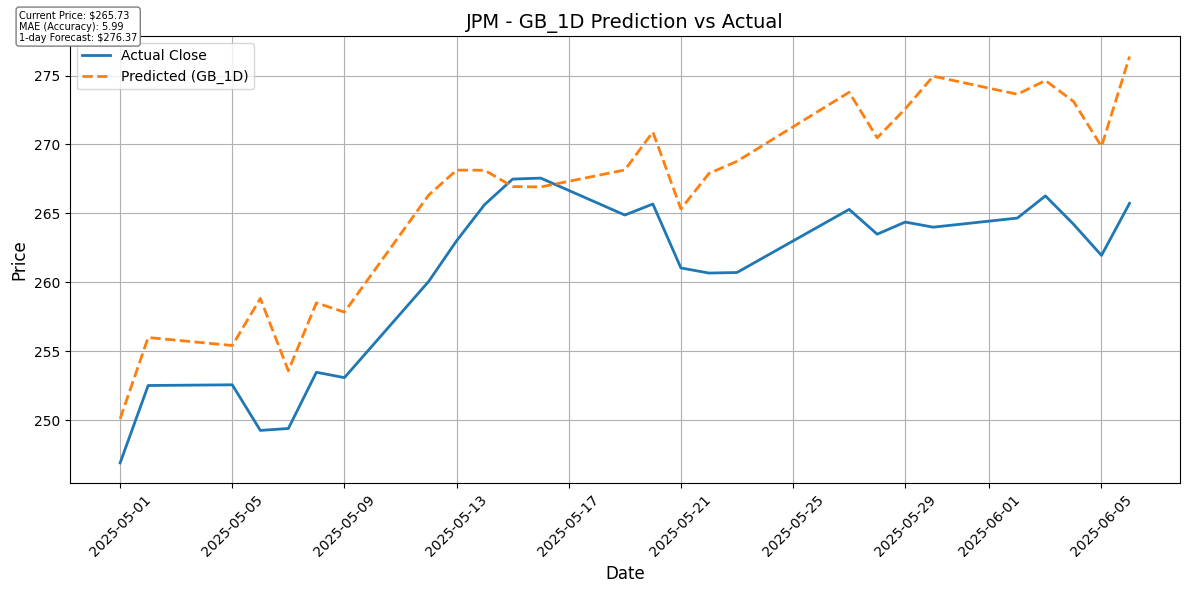 Current Price: $265.73
MAE (Accuracy): 5.99
1-day Forecast: $276.37
JPM - GB_1D Prediction vs Actual
Actual Close
Predicted (GB_1D)
275
270
265
260
255
250
Price
2025-05-01
2025-05-05
2025-05-09
2025-05-13
2025-05-17
2025-05-21
2025-05-25
2025-05-29
2025-06-01
2025-06-05
Date